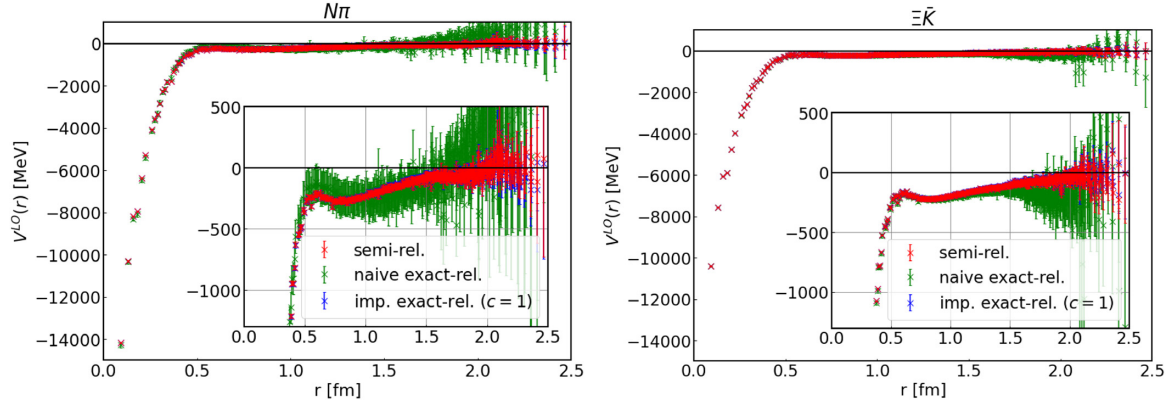 Nπ
V^{LO}(r) [MeV]
0
−2000
−4000
−6000
−8000
−10000
−12000
−14000
0.0 0.5 1.0 1.5 2.0 2.5
r [fm]
500
0
−500
−1000
0.0 0.5 1.0 1.5 2.0 2.5
semi-rel.
naive exact-rel.
imp. exact-rel. (c = 1)
ΞK̄
V^{LO}(r) [MeV]
0
−2000
−4000
−6000
−8000
−10000
−12000
−14000
0.0 0.5 1.0 1.5 2.0 2.5
r [fm]
500
0
−500
−1000
0.0 0.5 1.0 1.5 2.0 2.5
semi-rel.
naive exact-rel.
imp. exact-rel. (c = 1)